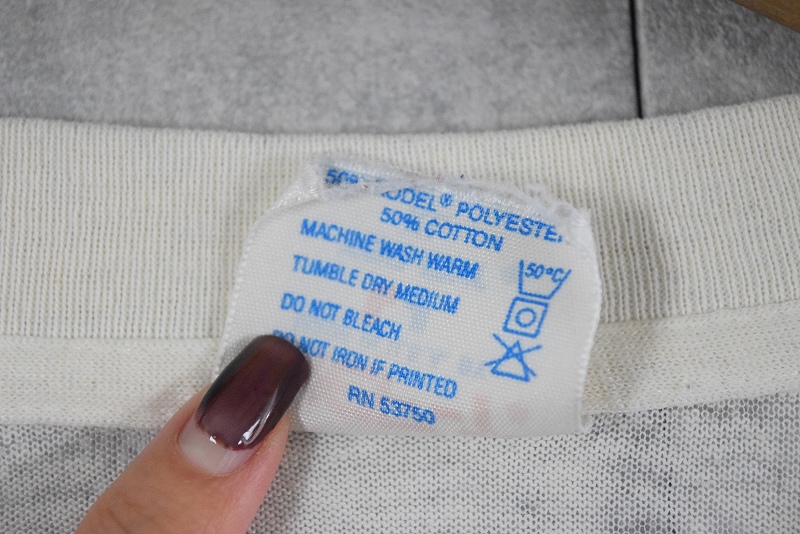 50% KODEL® POLYESTER
50% COTTON
MACHINE WASH WARM
TUMBLE DRY MEDIUM
DO NOT BLEACH
DO NOT IRON IF PRINTED
RN 53750
50°C